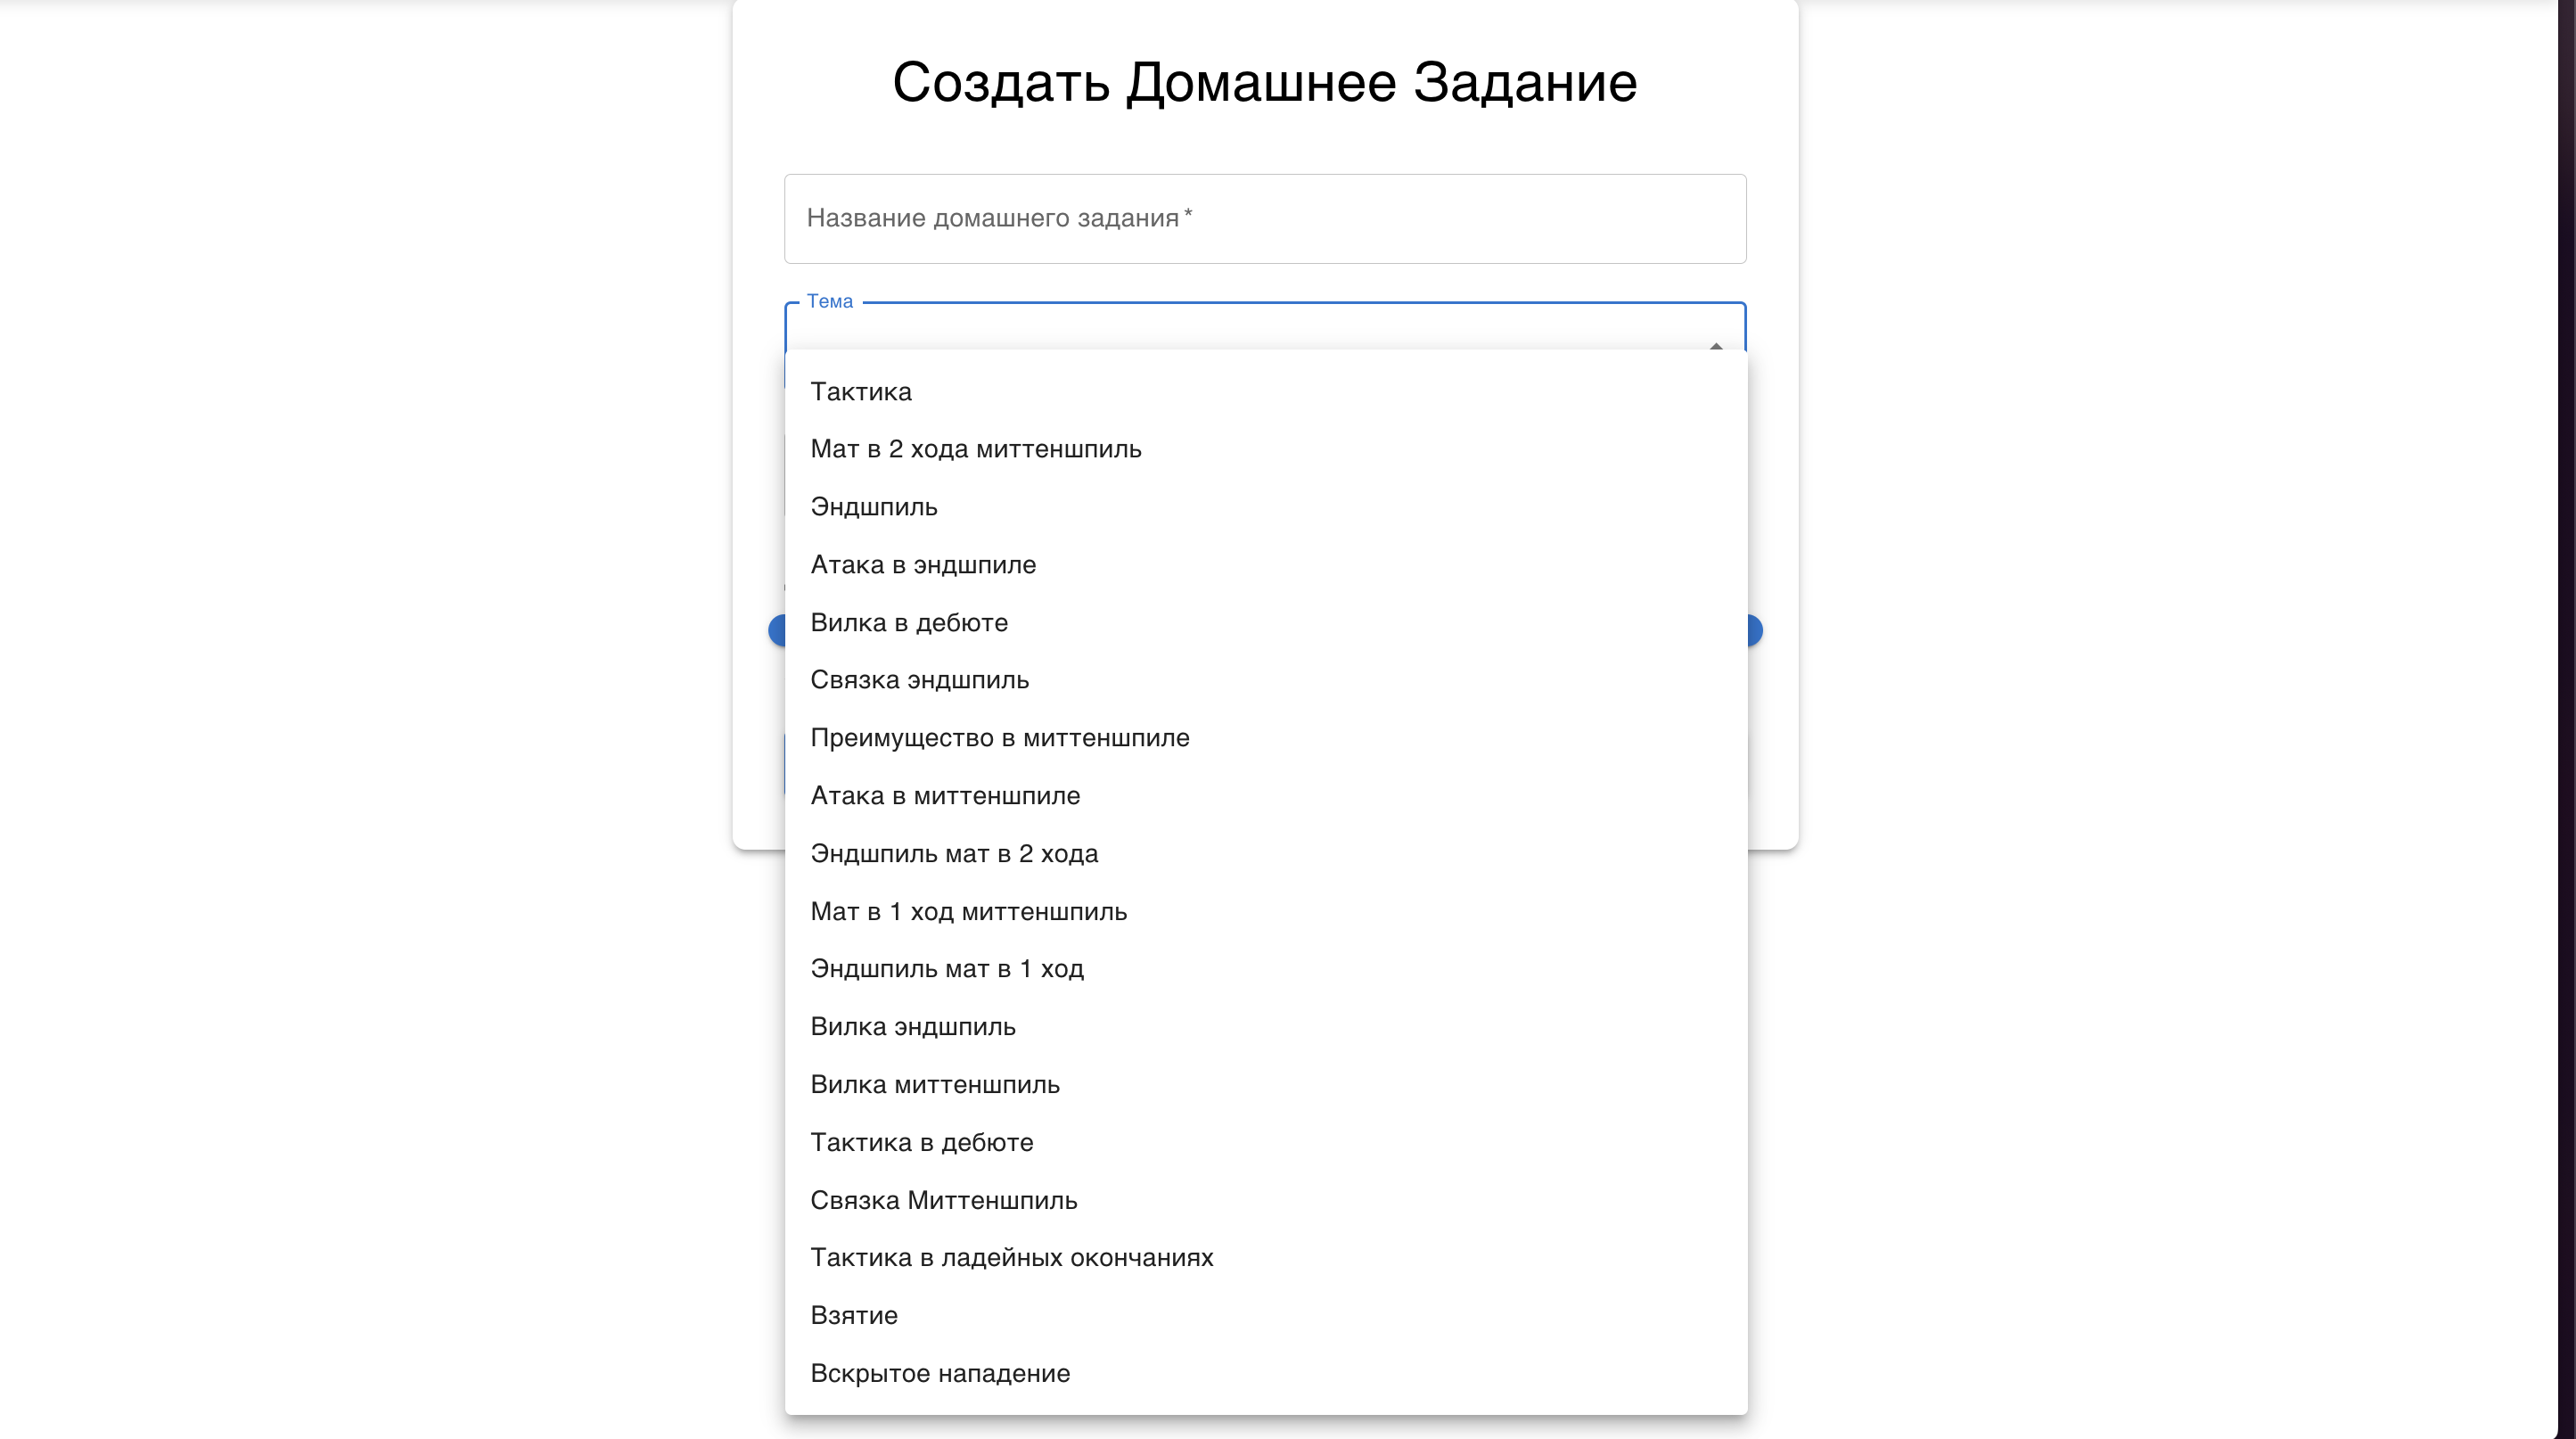 Создать Домашнее Задание
Название домашнего задания *
Тема
Тактика
Мат в 2 хода миттеншпиль
Эндшпиль
Атака в эндшпиле
Вилка в дебюте
Связка эндшпиль
Преимущество в миттеншпиле
Атака в миттеншпиле
Эндшпиль мат в 2 хода
Мат в 1 ход миттеншпиль
Эндшпиль мат в 1 ход
Вилка эндшпиль
Вилка миттеншпиль
Тактика в дебюте
Связка Миттеншпиль
Тактика в ладейных окончаниях
Взятие
Вскрытое нападение